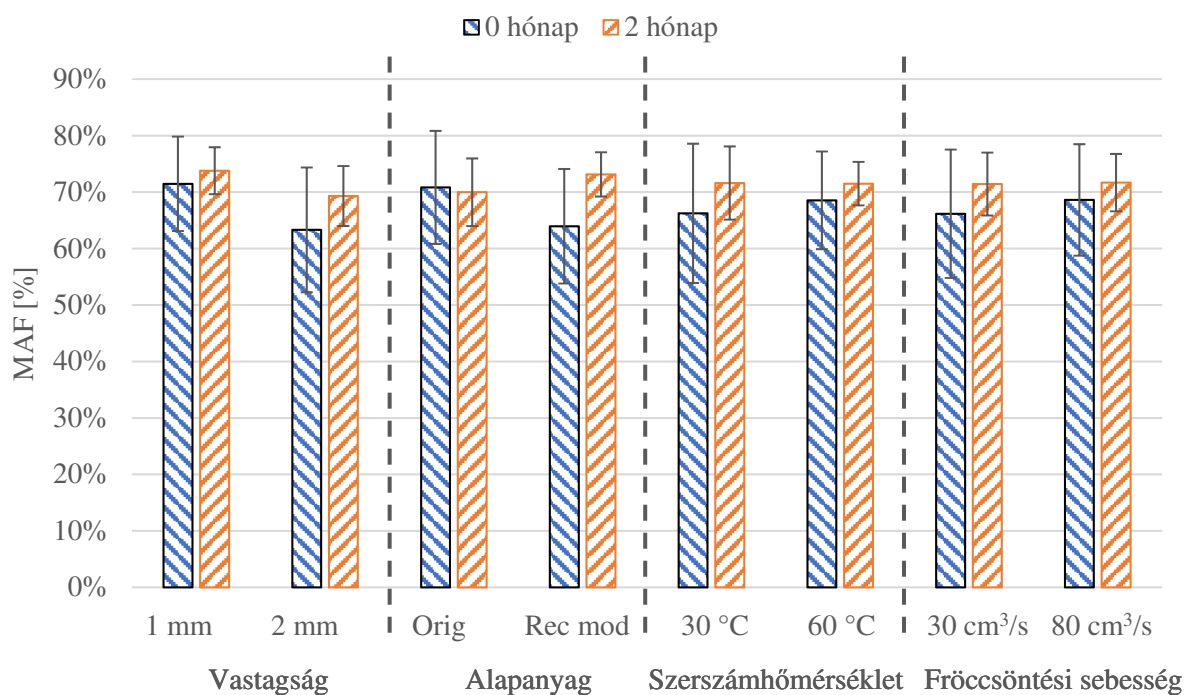 0 hónap 2 hónap
90%
80%
70%
60%
50%
40%
30%
20%
10%
0%
MAF [%]
1 mm 2 mm Orig Rec mod 30 °C 60 °C 30 cm³/s 80 cm³/s
Vastagság Alapanyag Szerszámhőmérséklet Fröccsöntési sebesség